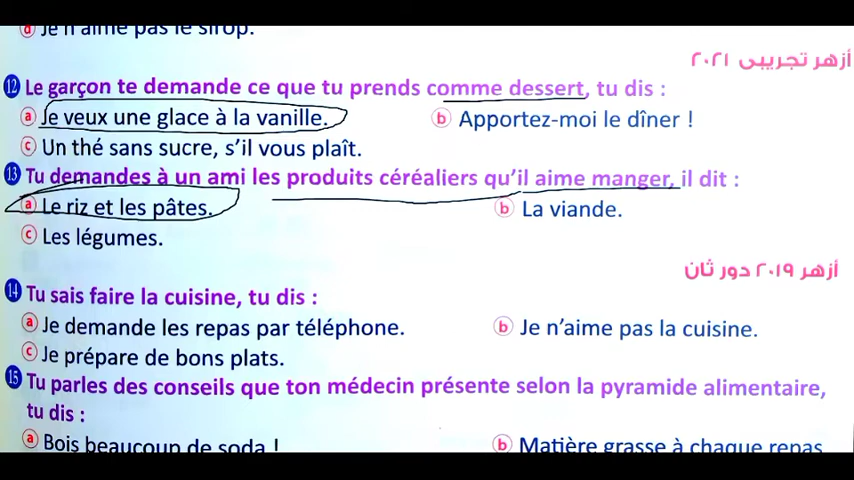 d Je n'aime pas le sirop.
أزهر تجريبى ٢٠٢١
12 Le garçon te demande ce que tu prends comme dessert, tu dis :
a Je veux une glace à la vanille.
b Apportez-moi le dîner !
c Un thé sans sucre, s'il vous plaît.
13 Tu demandes à un ami les produits céréaliers qu'il aime manger, il dit :
a Le riz et les pâtes.
b La viande.
c Les légumes.
أزهر ٢٠١٩ دور ثان
14 Tu sais faire la cuisine, tu dis :
a Je demande les repas par téléphone.
b Je n'aime pas la cuisine.
c Je prépare de bons plats.
15 Tu parles des conseils que ton médecin présente selon la pyramide alimentaire,
tu dis :
a Bois beaucoup de soda !
b Matière grasse à chaque repas